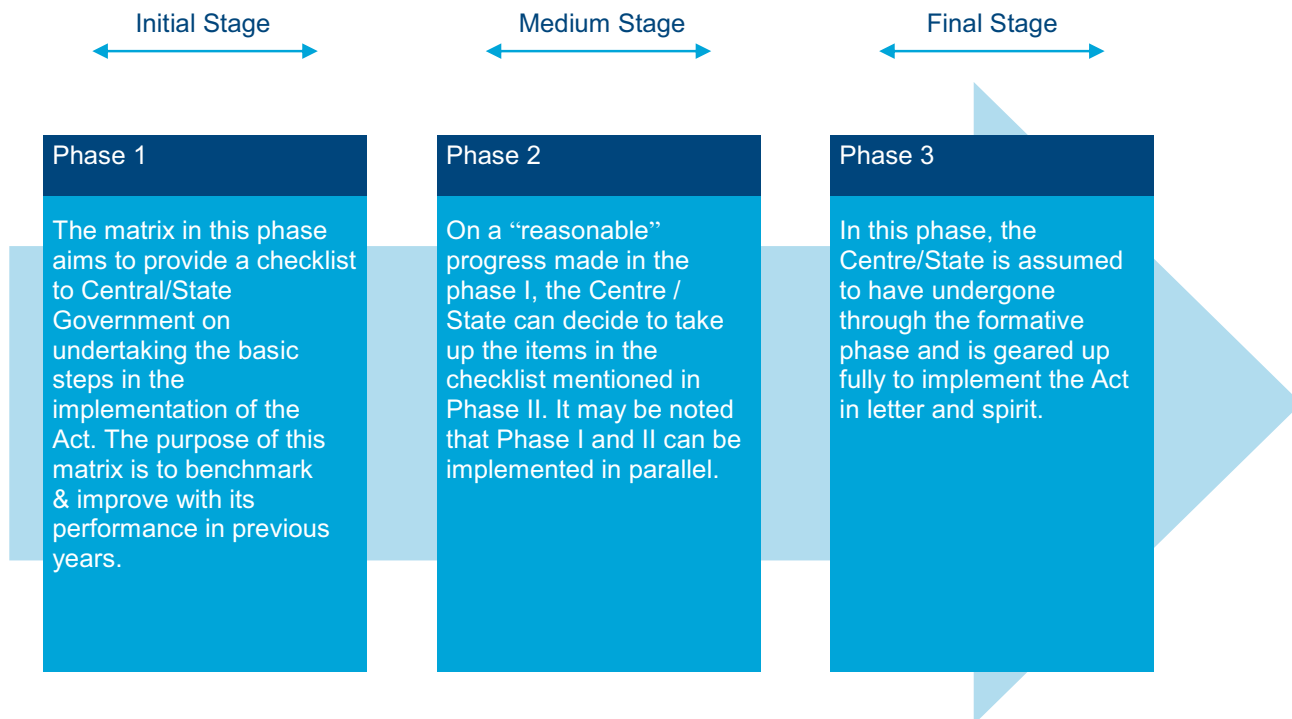 Initial Stage
Medium Stage
Final Stage
Phase 1
The matrix in this phase
aims to provide a checklist
to Central/State
Government on
undertaking the basic
steps in the
implementation of the
Act. The purpose of this
matrix is to benchmark
& improve with its
performance in previous
years.
Phase 2
On a “reasonable”
progress made in the
phase I, the Centre /
State can decide to take
up the items in the
checklist mentioned in
Phase II. It may be noted
that Phase I and II can be
implemented in parallel.
Phase 3
In this phase, the
Centre/State is assumed
to have undergone
through the formative
phase and is geared up
fully to implement the Act
in letter and spirit.